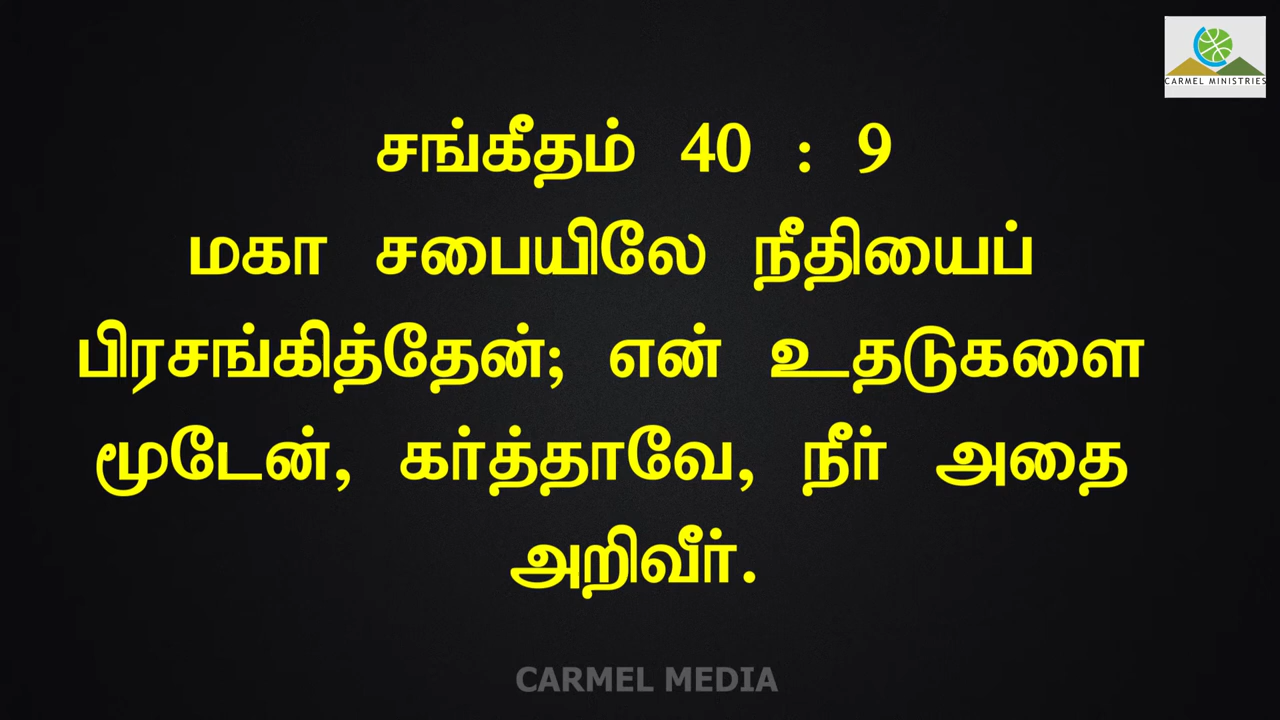 CARMEL MINISTRIES
சங்கீதம் 40 : 9
மகா சபையிலே நீதியைப்
பிரசங்கித்தேன்; என் உதடுகளை
மூடேன், கர்த்தாவே, நீர் அதை
அறிவீர்.
CARMEL MEDIA